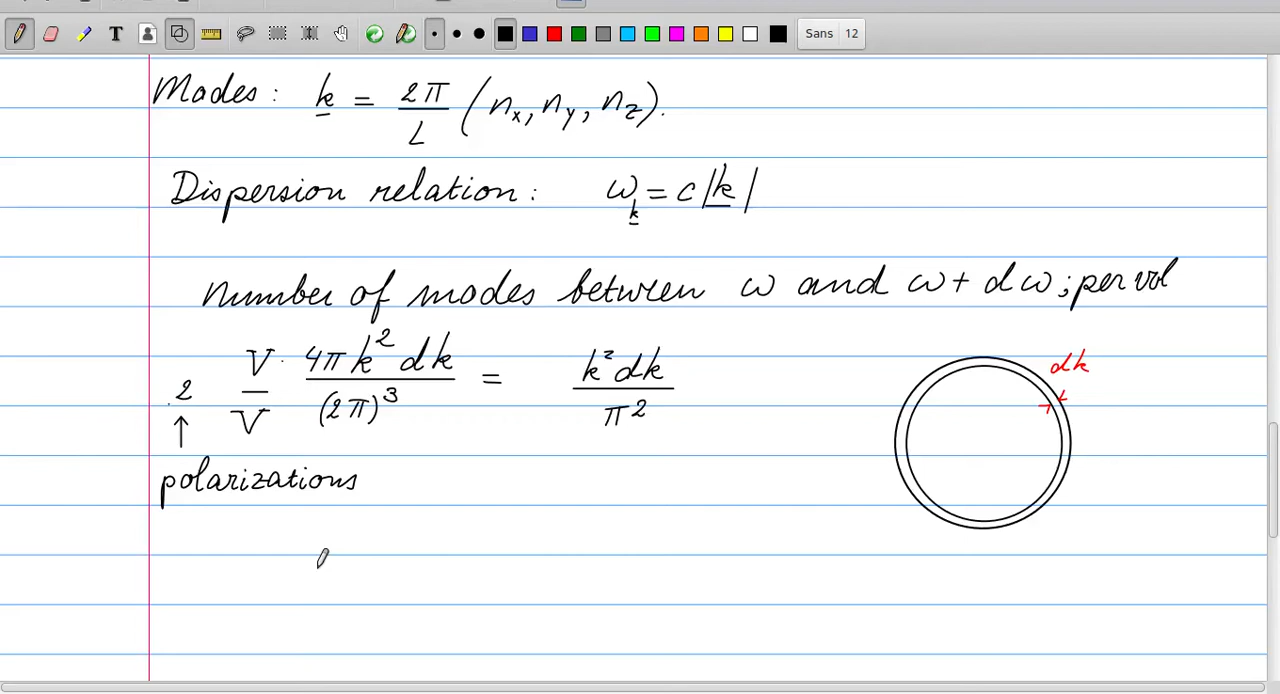 Sans 12
Modes: k = 2π/L (nx, ny, nz).
Dispersion relation: ωk = c|k|
number of modes between ω and ω + dω; per vol
2 V/V · 4πk² dk/(2π)³ = k² dk/π²
dk
↑
polarizations